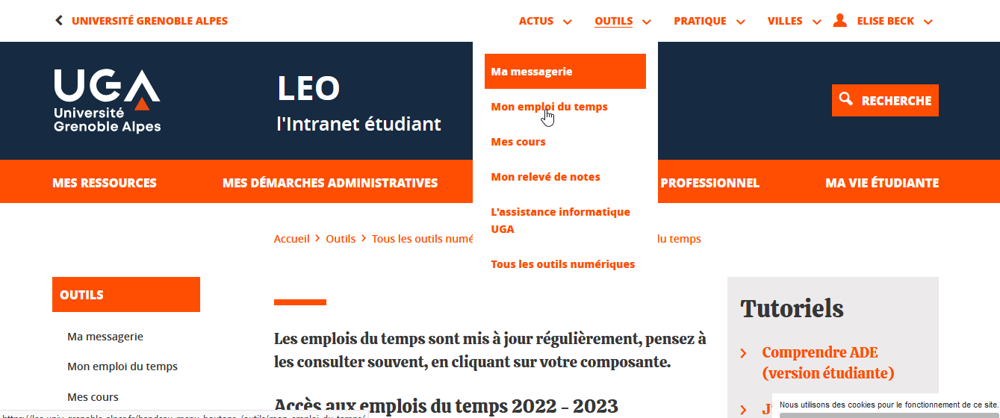 UNIVERSITÉ GRENOBLE ALPES
ACTUS
OUTILS
PRATIQUE
VILLES
ELISE BECK
UGA
Université
Grenoble Alpes
LEO
l'Intranet étudiant
Ma messagerie
Mon emploi du temps
Mes cours
Mon relevé de notes
L'assistance informatique
UGA
Tous les outils numériques
RECHERCHE
MES RESSOURCES
MES DÉMARCHES ADMINISTRATIVES
PROFESSIONNEL
MA VIE ÉTUDIANTE
Accueil > Outils > Tous les outils numé
du temps
OUTILS
Ma messagerie
Mon emploi du temps
Mes cours
Les emplois du temps sont mis à jour régulièrement, pensez à
les consulter souvent, en cliquant sur votre composante.
Accès aux emplois du temps 2022 - 2023
Tutoriels
Comprendre ADE
(version étudiante)
Nous utilisons des cookies pour le fonctionnement de ce site.